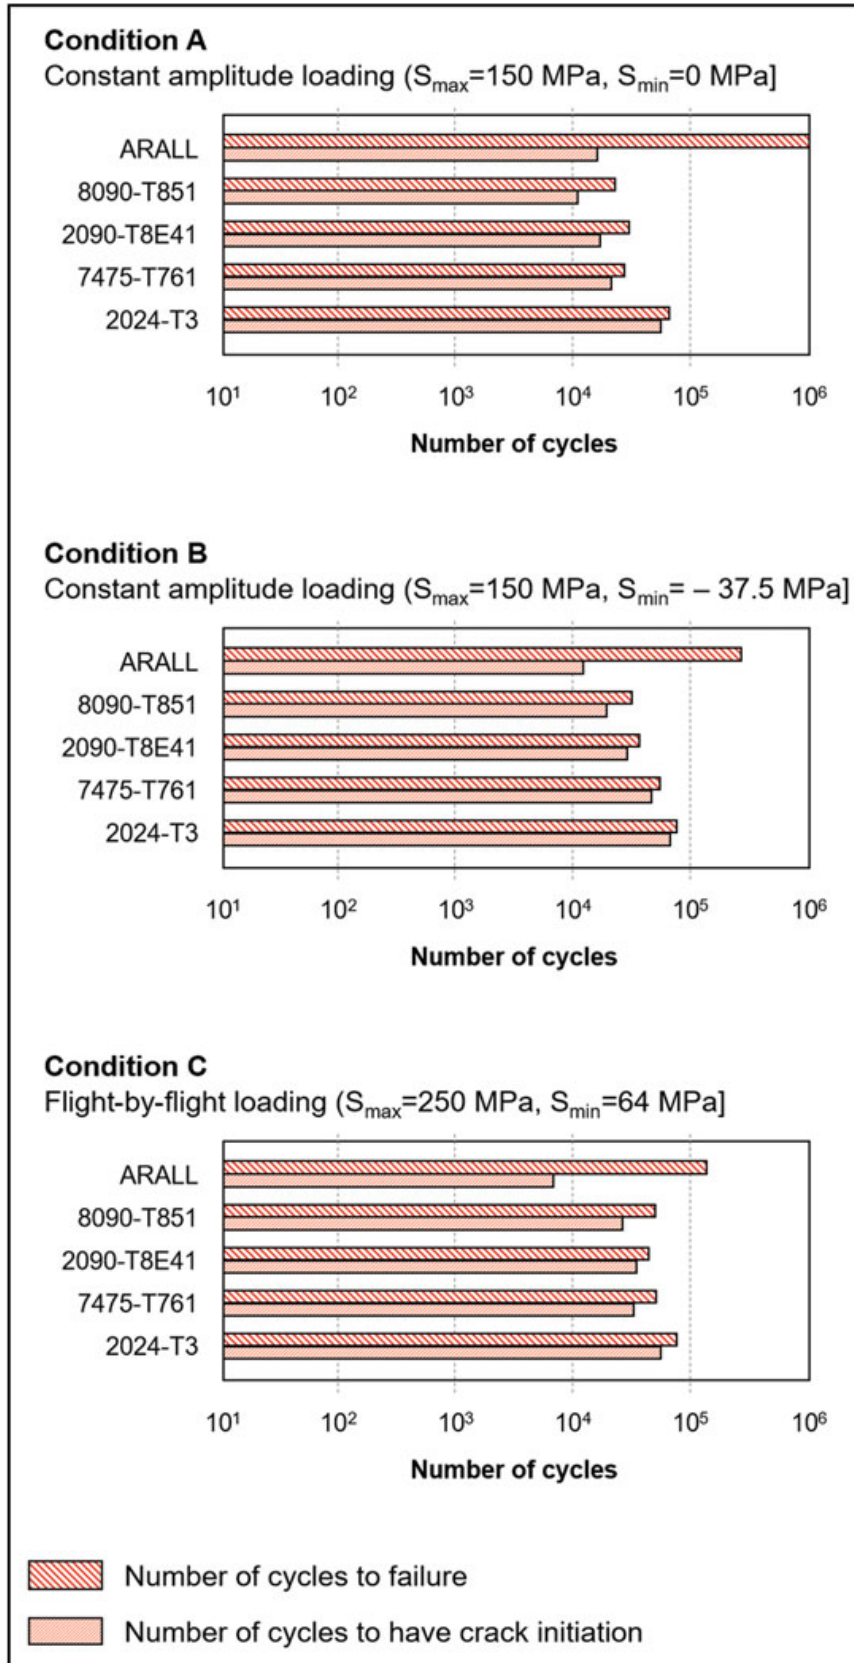 Condition A
Constant amplitude loading (Smax=150 MPa, Smin=0 MPa]
ARALL
8090-T851
2090-T8E41
7475-T761
2024-T3
10¹ 10² 10³ 10⁴ 10⁵ 10⁶
Number of cycles
Condition B
Constant amplitude loading (Smax=150 MPa, Smin= – 37.5 MPa]
ARALL
8090-T851
2090-T8E41
7475-T761
2024-T3
10¹ 10² 10³ 10⁴ 10⁵ 10⁶
Number of cycles
Condition C
Flight-by-flight loading (Smax=250 MPa, Smin=64 MPa]
ARALL
8090-T851
2090-T8E41
7475-T761
2024-T3
10¹ 10² 10³ 10⁴ 10⁵ 10⁶
Number of cycles
Number of cycles to failure
Number of cycles to have crack initiation